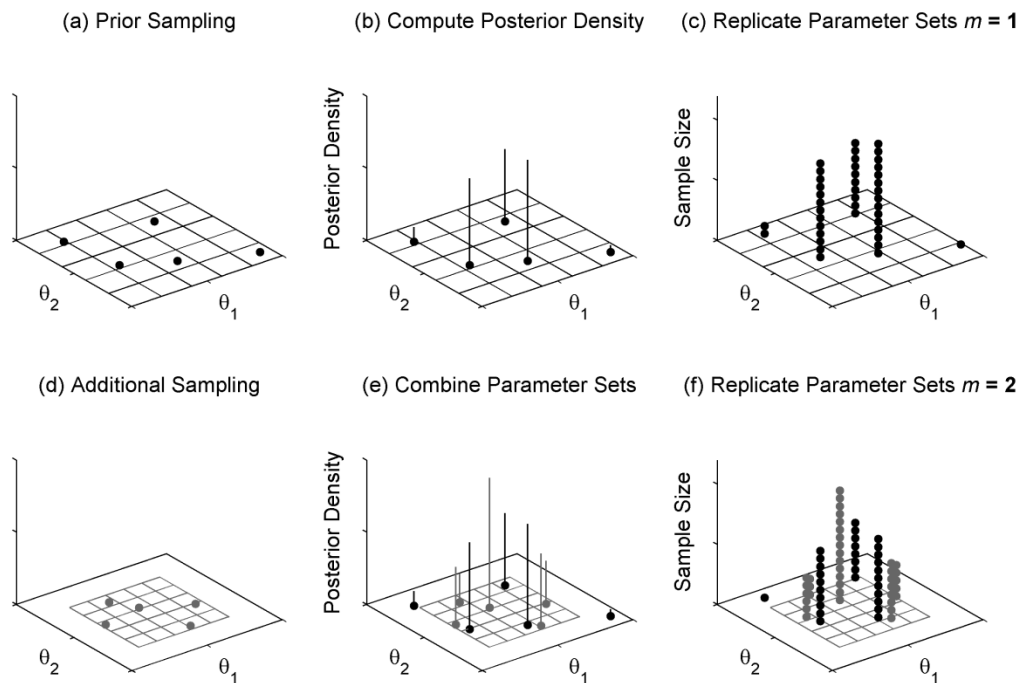 (a) Prior Sampling
(b) Compute Posterior Density
(c) Replicate Parameter Sets m = 1
Posterior Density
Sample Size
θ2
θ1
θ2
θ1
θ2
θ1
(d) Additional Sampling
(e) Combine Parameter Sets
(f) Replicate Parameter Sets m = 2
Posterior Density
Sample Size
θ2
θ1
θ2
θ1
θ2
θ1